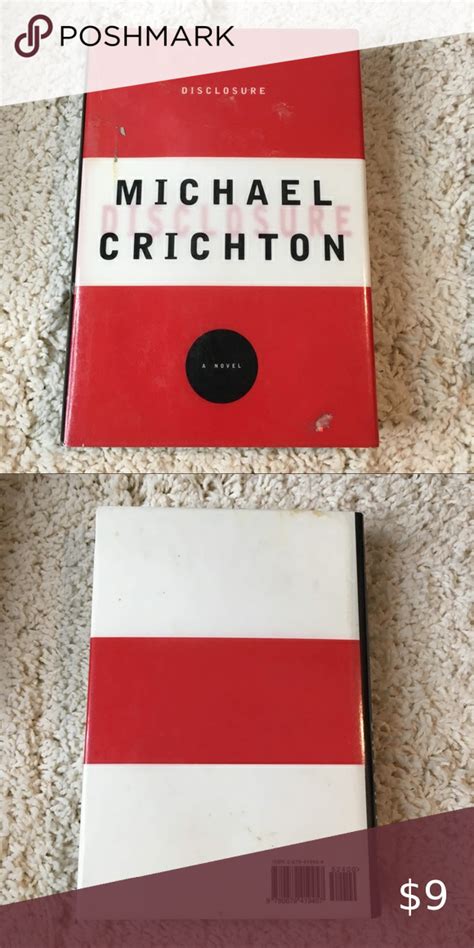 POSHMARK
DISCLOSURE
MICHAEL
DISCLOSURE
CRICHTON
A NOVEL
$9